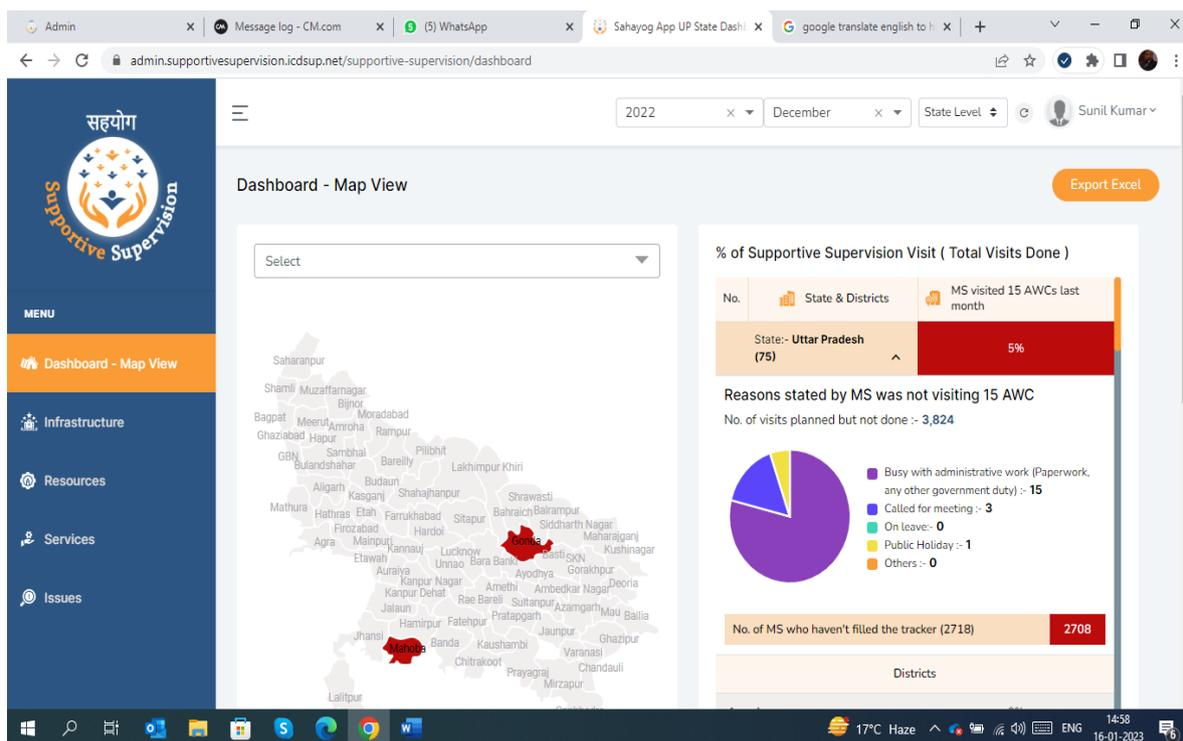 Admin
Message log - CM.com
(5) WhatsApp
Sahayog App UP State Dash
google translate english to h
admin.supportivesupervision.icdsup.net/supportive-supervision/dashboard
सहयोग
Supportive Supervision
2022
December
State Level
Sunil Kumar
Dashboard - Map View
Export Excel
MENU
Dashboard - Map View
Infrastructure
Resources
Services
Issues
Select
Saharanpur
Shamli Muzaffarnagar
Bijnor
Bagpat Meerut Amroha Moradabad
Ghaziabad Hapur Rampur
GBN Sambhal Pilibhit
Bulandshahar Bareilly Lakhimpur Khiri
Aligarh Budaun
Kasganj Shahajhanpur Shrawasti
Mathura Hathras Etah Farrukhabad Sitapur Bahraich Balrampur
Firozabad Hardoi Siddharth Nagar
Agra Mainpuri Gonda Maharajganj
Kannauj Lucknow Basti SKN Kushinagar
Etawah Unnao Bara Banki
Auraiya Ayodhya Gorakhpur
Kanpur Nagar Amethi Ambedkar Nagar Deoria
Kanpur Dehat Rae Bareli Sultanpur Azamgarh Mau Ballia
Jalaun Pratapgarh
Hamirpur Fatehpur Jaunpur
Jhansi Ghazipur
Mahoba Banda Kaushambi Varanasi
Chitrakoot Chandauli
Prayagraj
Mirzapur
Lalitpur
% of Supportive Supervision Visit ( Total Visits Done )
No.
State & Districts
MS visited 15 AWCs last
month
State:- Uttar Pradesh
(75)
5%
Reasons stated by MS was not visiting 15 AWC
No. of visits planned but not done :- 3,824
Busy with administrative work (Paperwork,
any other government duty) :- 15
Called for meeting :- 3
On leave:- 0
Public Holiday :- 1
Others :- 0
No. of MS who haven't filled the tracker (2718)
2708
Districts
17°C Haze
ENG
14:58
16-01-2023
6